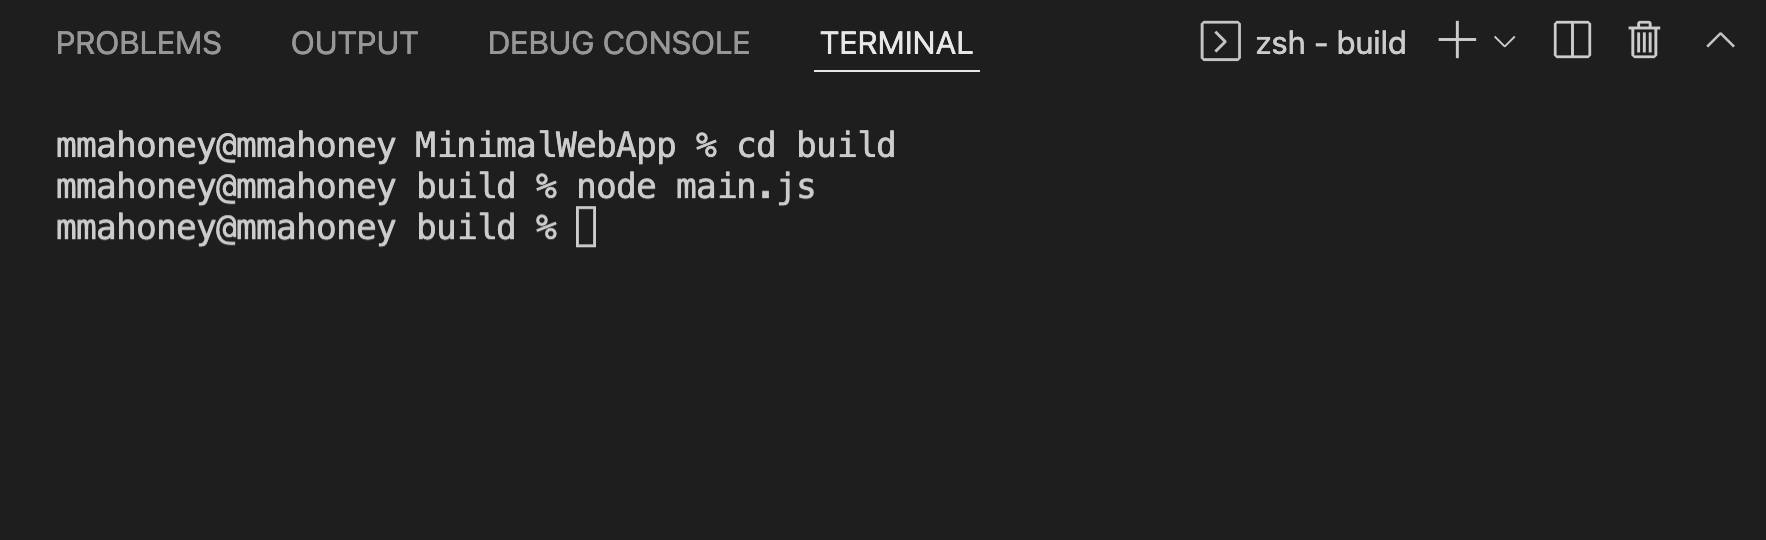 PROBLEMS OUTPUT DEBUG CONSOLE TERMINAL zsh - build
mmahoney@mmahoney MinimalWebApp % cd build
mmahoney@mmahoney build % node main.js
mmahoney@mmahoney build %